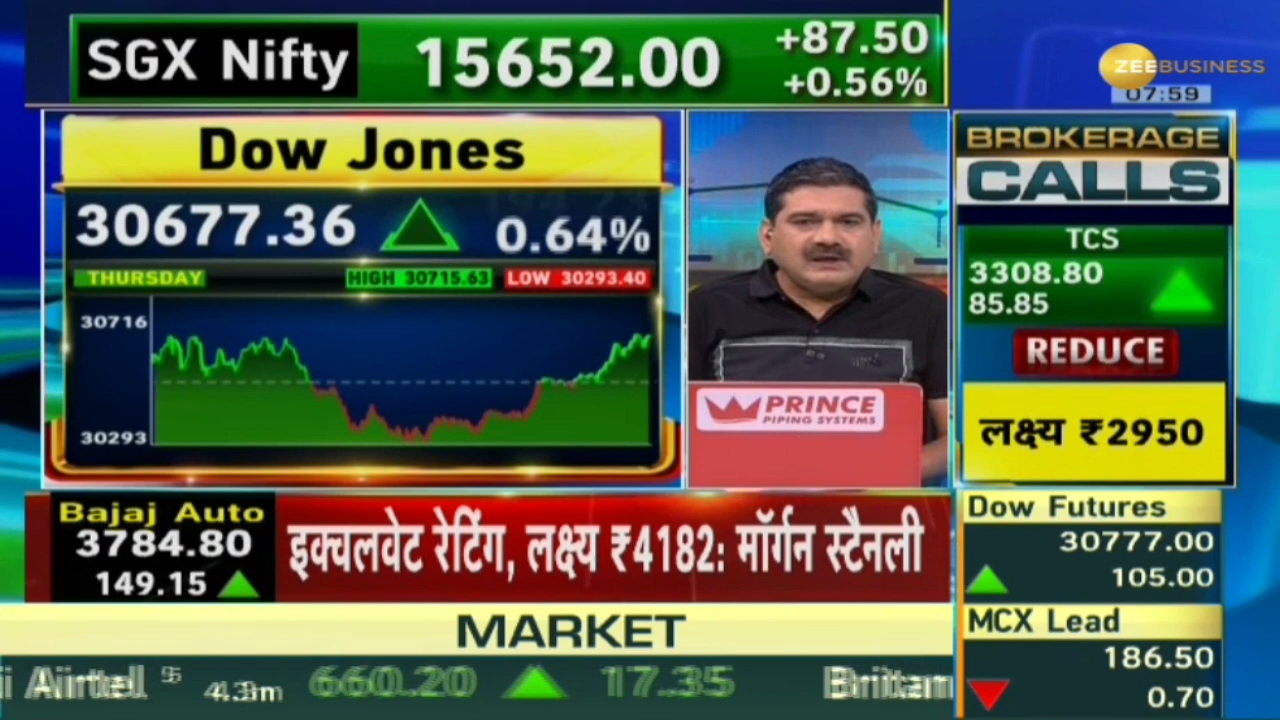 SGX Nifty 15652.00 +87.50
+0.56%
ZEEBUSINESS
07:59
Dow Jones
30677.36 0.64%
THURSDAY HIGH 30715.63 LOW 30293.40
30716
30293
PRINCE
PIPING SYSTEMS
BROKERAGE
CALLS
TCS
3308.80
85.85
REDUCE
लक्ष्य ₹2950
Bajaj Auto
3784.80
149.15
इक्वलवेट रेटिंग, लक्ष्य ₹4182: मॉर्गन स्टैनली
Dow Futures
30777.00
105.00
MCX Lead
186.50
0.70
MARKET
Airtel 660.20 17.35